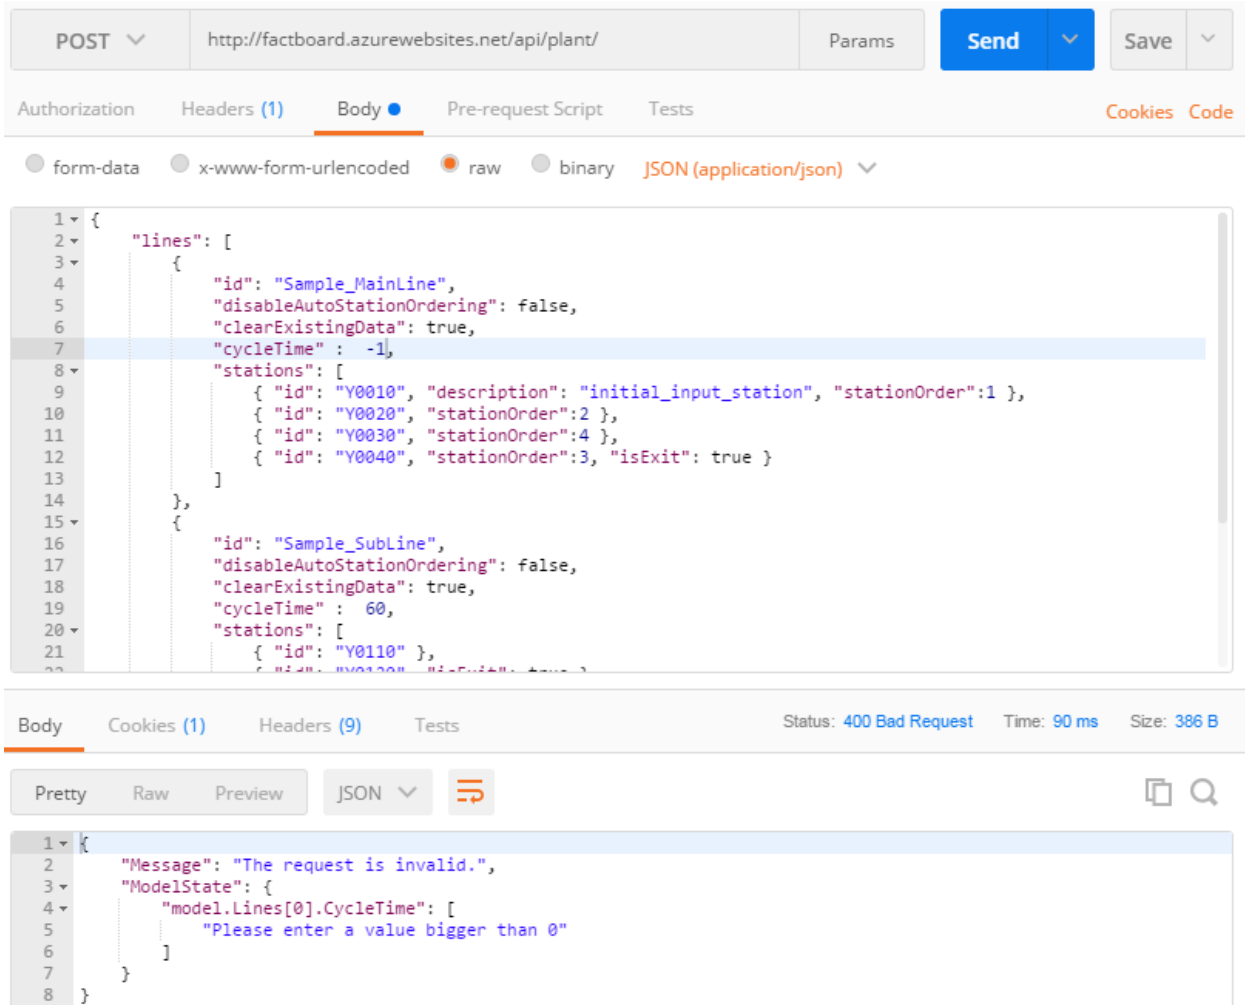 POST http://factboard.azurewebsites.net/api/plant/ Params Send Save
Authorization Headers (1) Body Pre-request Script Tests Cookies Code
form-data x-www-form-urlencoded raw binary JSON (application/json)
1 {
2 "lines": [
3 {
4 "id": "Sample_MainLine",
5 "disableAutoStationOrdering": false,
6 "clearExistingData": true,
7 "cycleTime" : -1,
8 "stations": [
9 { "id": "Y0010", "description": "initial_input_station", "stationOrder":1 },
10 { "id": "Y0020", "stationOrder":2 },
11 { "id": "Y0030", "stationOrder":4 },
12 { "id": "Y0040", "stationOrder":3, "isExit": true }
13 ]
14 },
15 {
16 "id": "Sample_SubLine",
17 "disableAutoStationOrdering": false,
18 "clearExistingData": true,
19 "cycleTime" : 60,
20 "stations": [
21 { "id": "Y0110" },
22 { "id": "Y0120", "isExit": true }
Body Cookies (1) Headers (9) Tests Status: 400 Bad Request Time: 90 ms Size: 386 B
Pretty Raw Preview JSON
1 {
2 "Message": "The request is invalid.",
3 "ModelState": {
4 "model.Lines[0].CycleTime": [
5 "Please enter a value bigger than 0"
6 ]
7 }
8 }